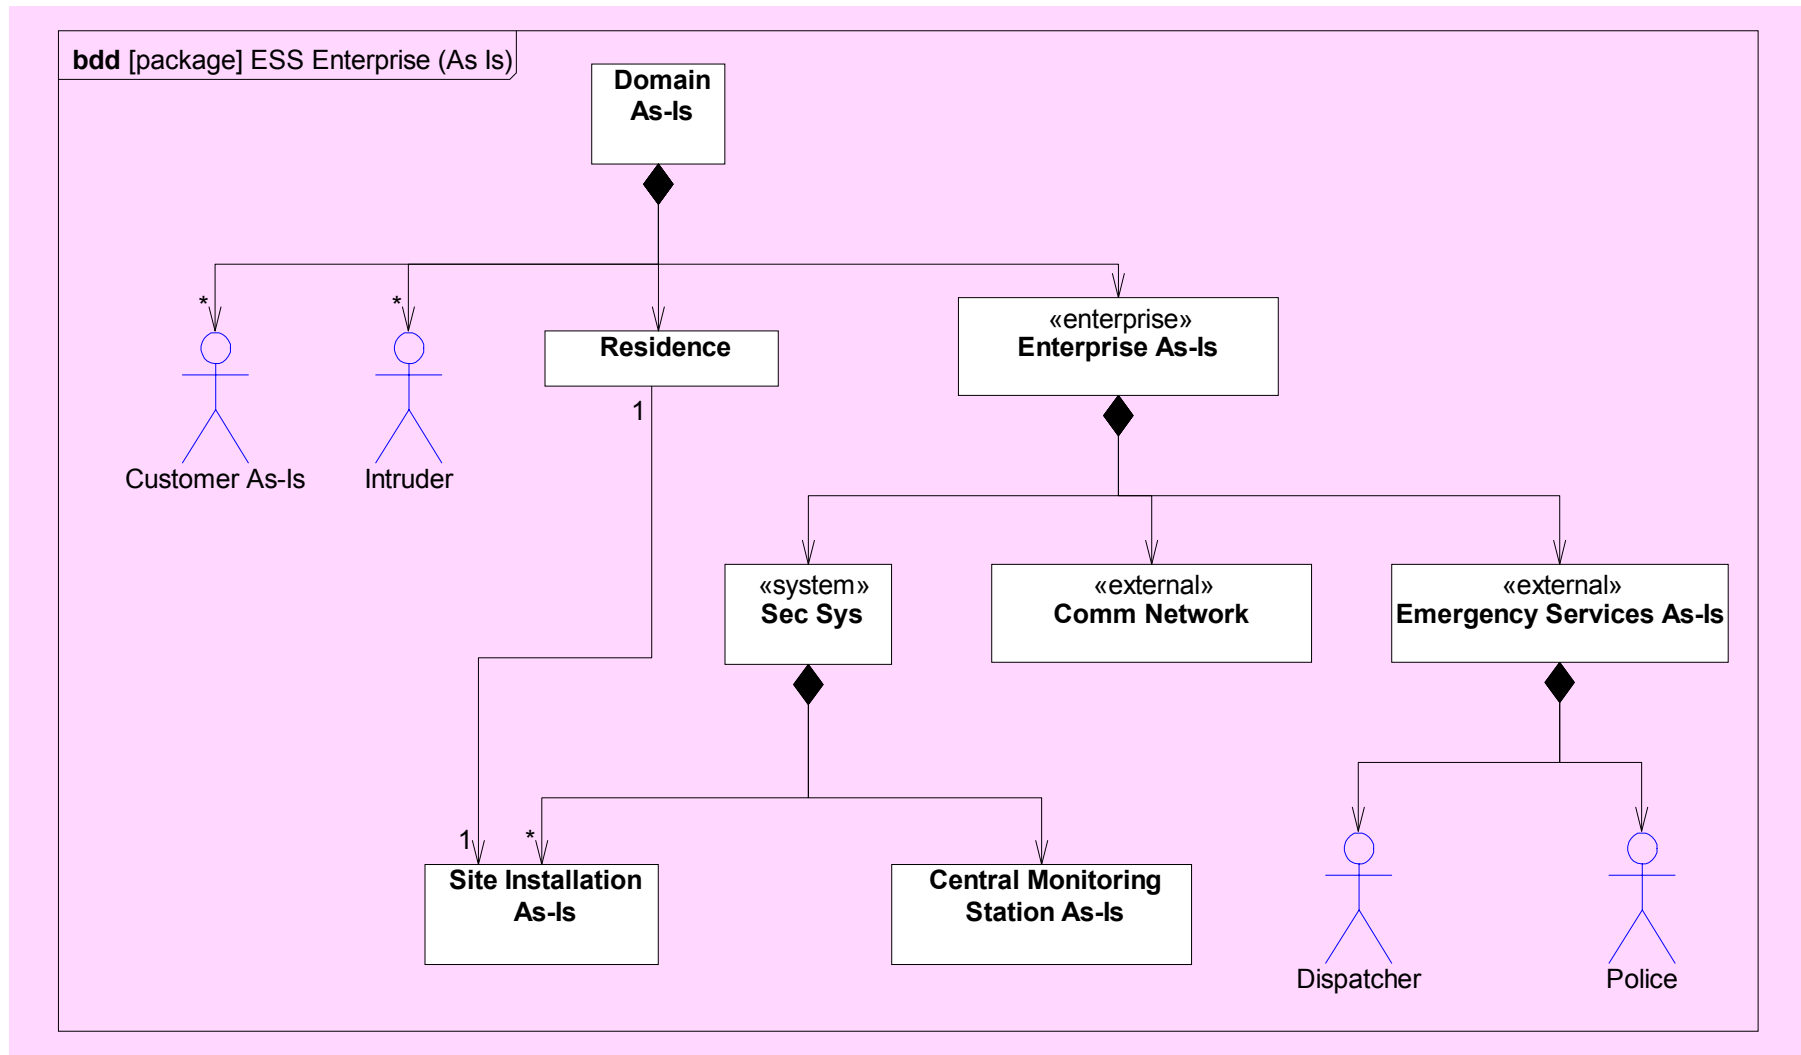 bdd [package] ESS Enterprise (As Is)
Domain
As-Is
*
*
«enterprise»
Enterprise As-Is
Residence
1
Customer As-Is
Intruder
«system»
Sec Sys
«external»
Comm Network
«external»
Emergency Services As-Is
1
*
Site Installation
As-Is
Central Monitoring
Station As-Is
Dispatcher
Police